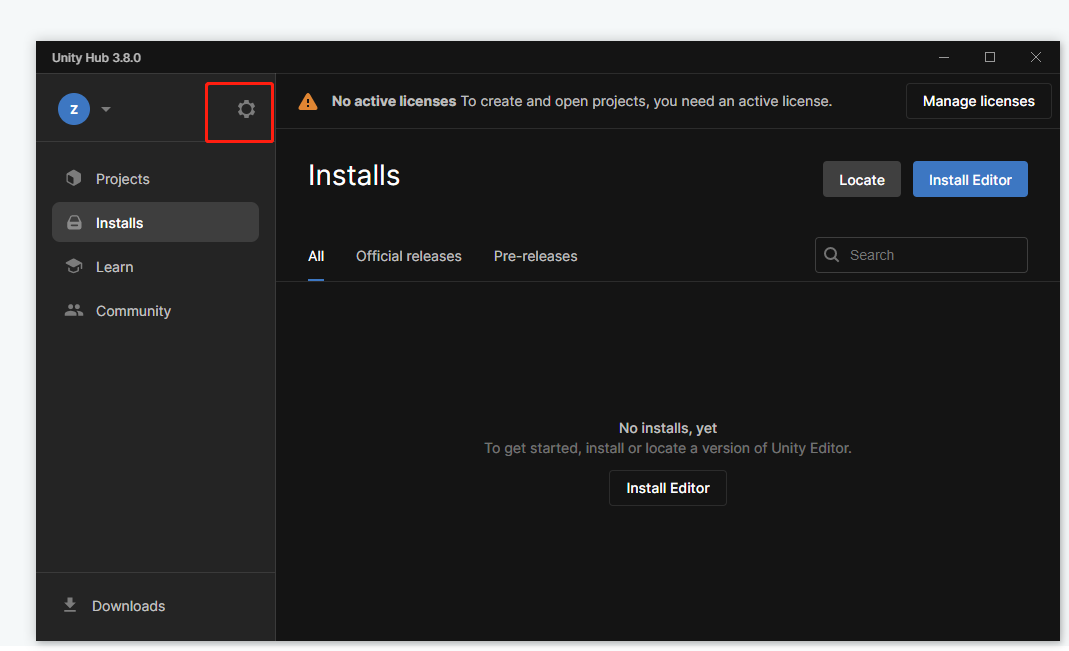 Unity Hub 3.8.0
z
No active licenses To create and open projects, you need an active license.
Manage licenses
Projects
Installs
Learn
Community
Downloads
Installs
Locate
Install Editor
All
Official releases
Pre-releases
Search
No installs, yet
To get started, install or locate a version of Unity Editor.
Install Editor